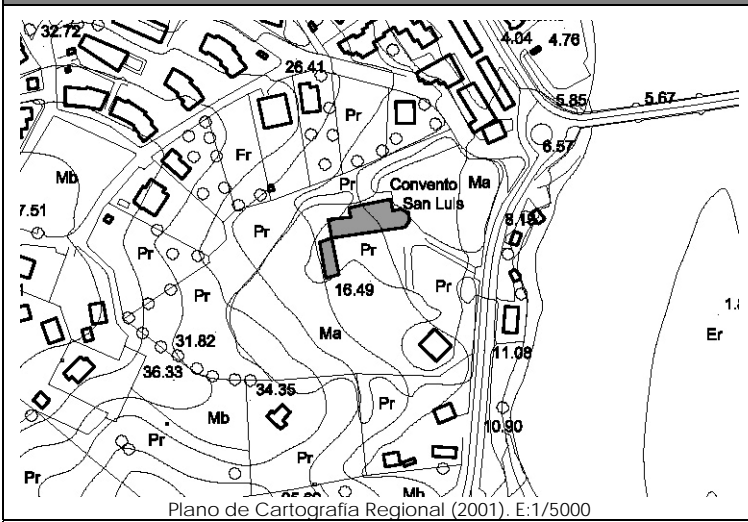 32.72
4.04 4.76
26.41
5.85 5.67
Pr
Fr
6.57
Mb
Pr
Convento
San Luis
Ma
7.51
8.18
Pr
Pr
Pr
Pr
16.49
Pr
Er
Ma
31.82
11.08
36.33
34.35
Mb
Pr
10.90
Pr
Pr
Pr
Mb
Plano de Cartografía Regional (2001). E:1/5000